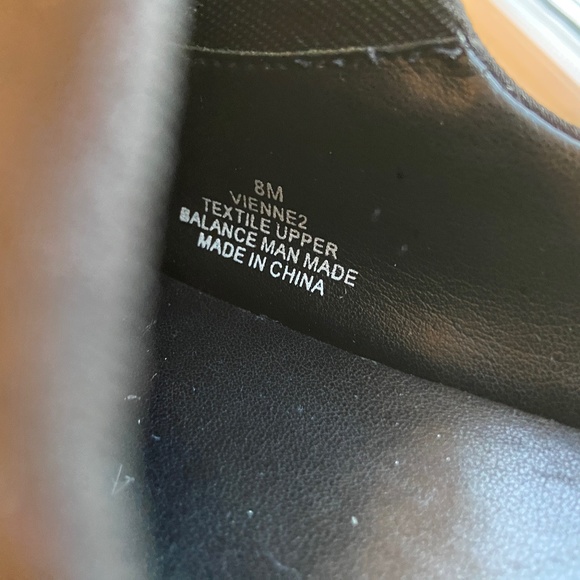 8M
VIENNE2
TEXTILE UPPER
BALANCE MAN MADE
MADE IN CHINA